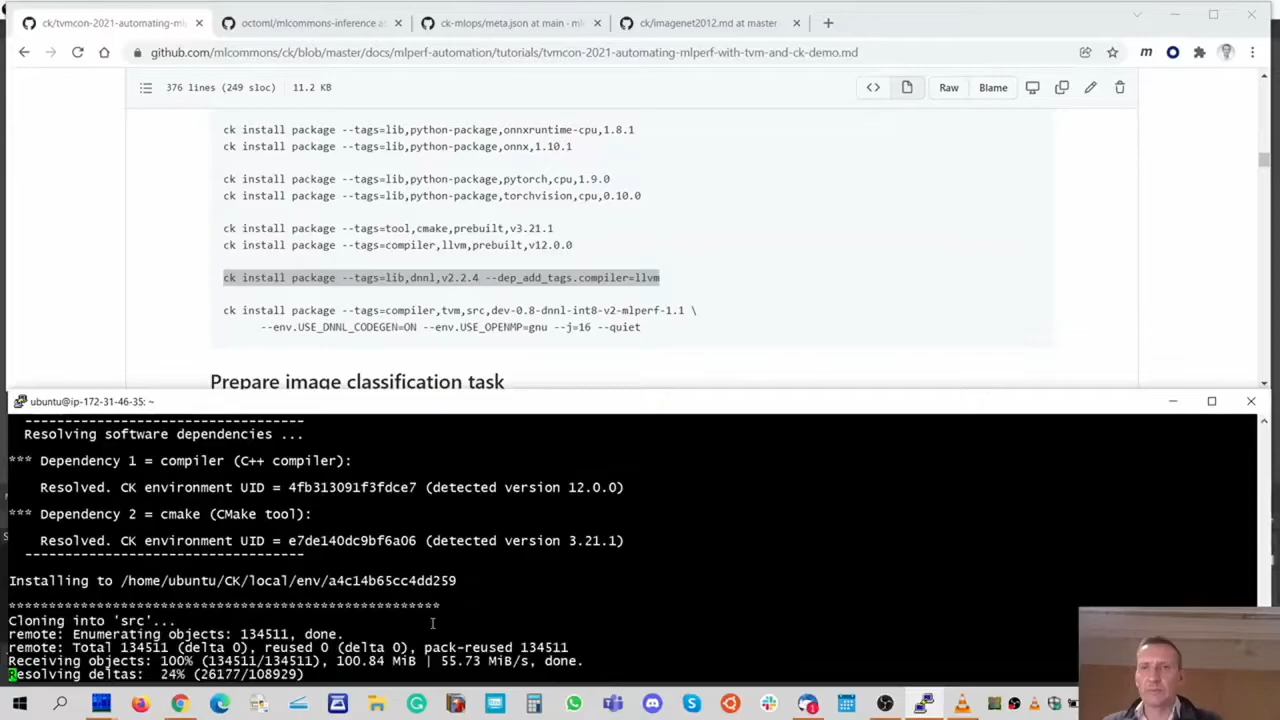 ck/tvmcon-2021-automating-ml
octoml/mlcommons-inference a
ck-mlops/meta.json at main · ml
ck/imagenet2012.md at master
github.com/mlcommons/ck/blob/master/docs/mlperf-automation/tutorials/tvmcon-2021-automating-mlperf-with-tvm-and-ck-demo.md
376 lines (249 sloc) 11.2 KB
Raw Blame
ck install package --tags=lib,python-package,onnxruntime-cpu,1.8.1
ck install package --tags=lib,python-package,onnx,1.10.1
ck install package --tags=lib,python-package,pytorch,cpu,1.9.0
ck install package --tags=lib,python-package,torchvision,cpu,0.10.0
ck install package --tags=tool,cmake,prebuilt,v3.21.1
ck install package --tags=compiler,llvm,prebuilt,v12.0.0
ck install package --tags=lib,dnnl,v2.2.4 --dep_add_tags.compiler=llvm
ck install package --tags=compiler,tvm,src,dev-0.8-dnnl-int8-v2-mlperf-1.1 \
--env.USE_DNNL_CODEGEN=ON --env.USE_OPENMP=gnu --j=16 --quiet
Prepare image classification task
ubuntu@ip-172-31-46-35: ~
-----------------------------------
Resolving software dependencies ...
*** Dependency 1 = compiler (C++ compiler):
Resolved. CK environment UID = 4fb313091f3fdce7 (detected version 12.0.0)
*** Dependency 2 = cmake (CMake tool):
Resolved. CK environment UID = e7de140dc9bf6a06 (detected version 3.21.1)
-----------------------------------
Installing to /home/ubuntu/CK/local/env/a4c14b65cc4dd259
******************************************************
Cloning into 'src'...
remote: Enumerating objects: 134511, done.
remote: Total 134511 (delta 0), reused 0 (delta 0), pack-reused 134511
Receiving objects: 100% (134511/134511), 100.84 MiB | 55.73 MiB/s, done.
Resolving deltas: 24% (26177/108929)